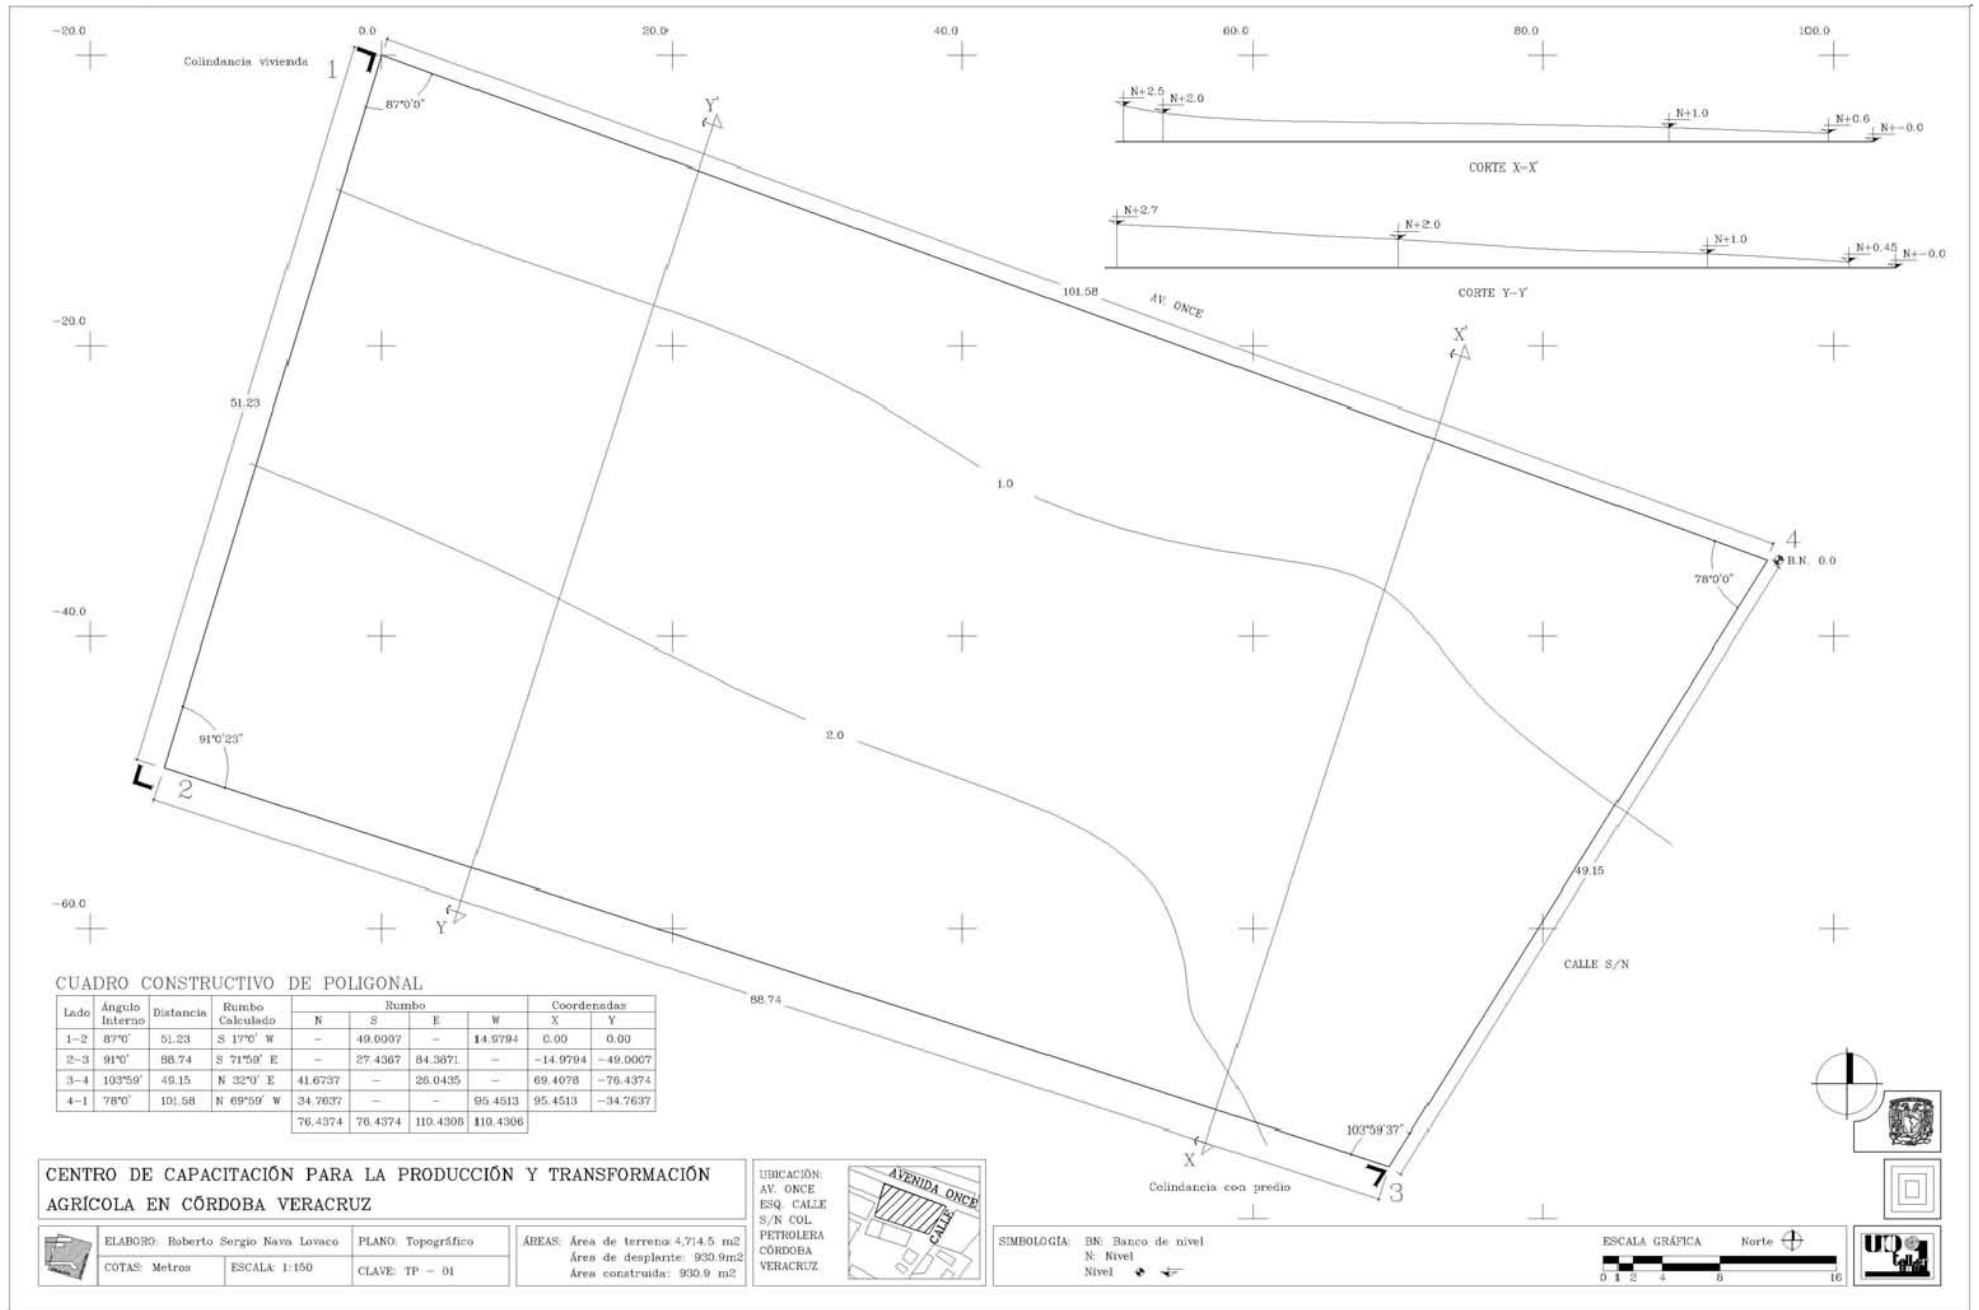 -20.0
0.0
20.0
40.0
60.0
80.0
100.0
-20.0
-40.0
-60.0
Colindancia vivienda
1
87°0'0"
Y'
N+2.5
N+2.0
N+1.0
N+0.6
N+-0.0
CORTE X-X'
N+2.7
N+2.0
N+1.0
N+0.45
N+-0.0
CORTE Y-Y'
101.58
AV. ONCE
X'
51.23
1.0
4
B.N. 0.0
78°0'0"
91°0'23"
2
2.0
49.15
Y
CALLE S/N
88.74
103°59'37"
X
3
Colindancia con predio
CUADRO CONSTRUCTIVO DE POLIGONAL
Lado Ángulo Interno Distancia Rumbo Calculado Rumbo Coordenadas
N S E W X Y
1-2 87°0' 51.23 S 17°0' W - 49.0007 - 14.9794 0.00 0.00
2-3 91°0' 88.74 S 71°59' E - 27.4367 84.3871 - -14.9794 -49.0007
3-4 103°59' 49.15 N 32°0' E 41.6737 - 26.0435 - 69.4078 -76.4374
4-1 78°0' 101.58 N 69°59' W 34.7637 - - 95.4513 95.4513 -34.7637
76.4374 76.4374 110.4306 110.4306
CENTRO DE CAPACITACIÓN PARA LA PRODUCCIÓN Y TRANSFORMACIÓN
AGRÍCOLA EN CÓRDOBA VERACRUZ
ELABORO: Roberto Sergio Nava Lovaco
PLANO: Topográfico
COTAS: Metros
ESCALA: 1:150
CLAVE: TP - 01
ÁREAS: Área de terreno: 4,714.5 m2
Área de desplante: 930.9m2
Área construida: 930.9 m2
UBICACIÓN:
AV. ONCE
ESQ. CALLE
S/N COL.
PETROLERA
CÓRDOBA
VERACRUZ
AVENIDA ONCE
CALLE
SIMBOLOGÍA: BN: Banco de nivel
N: Nivel
Nivel
ESCALA GRÁFICA
Norte
0 1 2 4 8 16